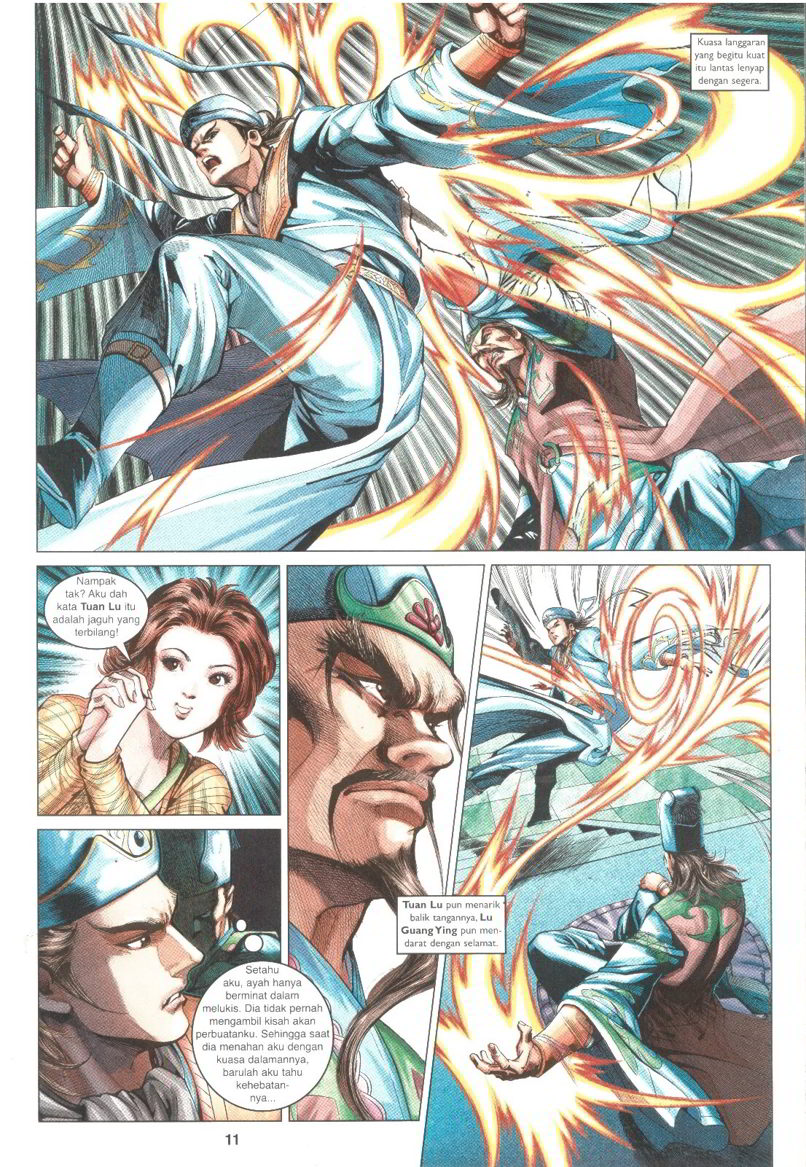 Kuasa langgaran
yang begitu kuat
itu lantas lenyap
dengan segera.
Nampak
tak? Aku dah
kata Tuan Lu itu
adalah jaguh yang
terbilang!
Tuan Lu pun menarik
balik tangannya, Lu
Guang Ying pun men-
darat dengan selamat.
Setahu
aku, ayah hanya
berminat dalam
melukis. Dia tidak pernah
mengambil kisah akan
perbuatanku. Sehingga saat
dia menahan aku dengan
kuasa dalamannya,
barulah aku tahu
kehebatan-
nya...
11